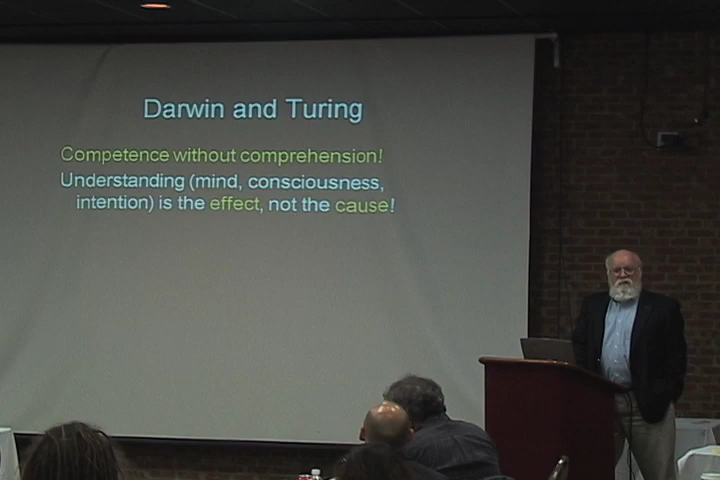 Darwin and Turing
Competence without comprehension!
Understanding (mind, consciousness,
intention) is the effect, not the cause!